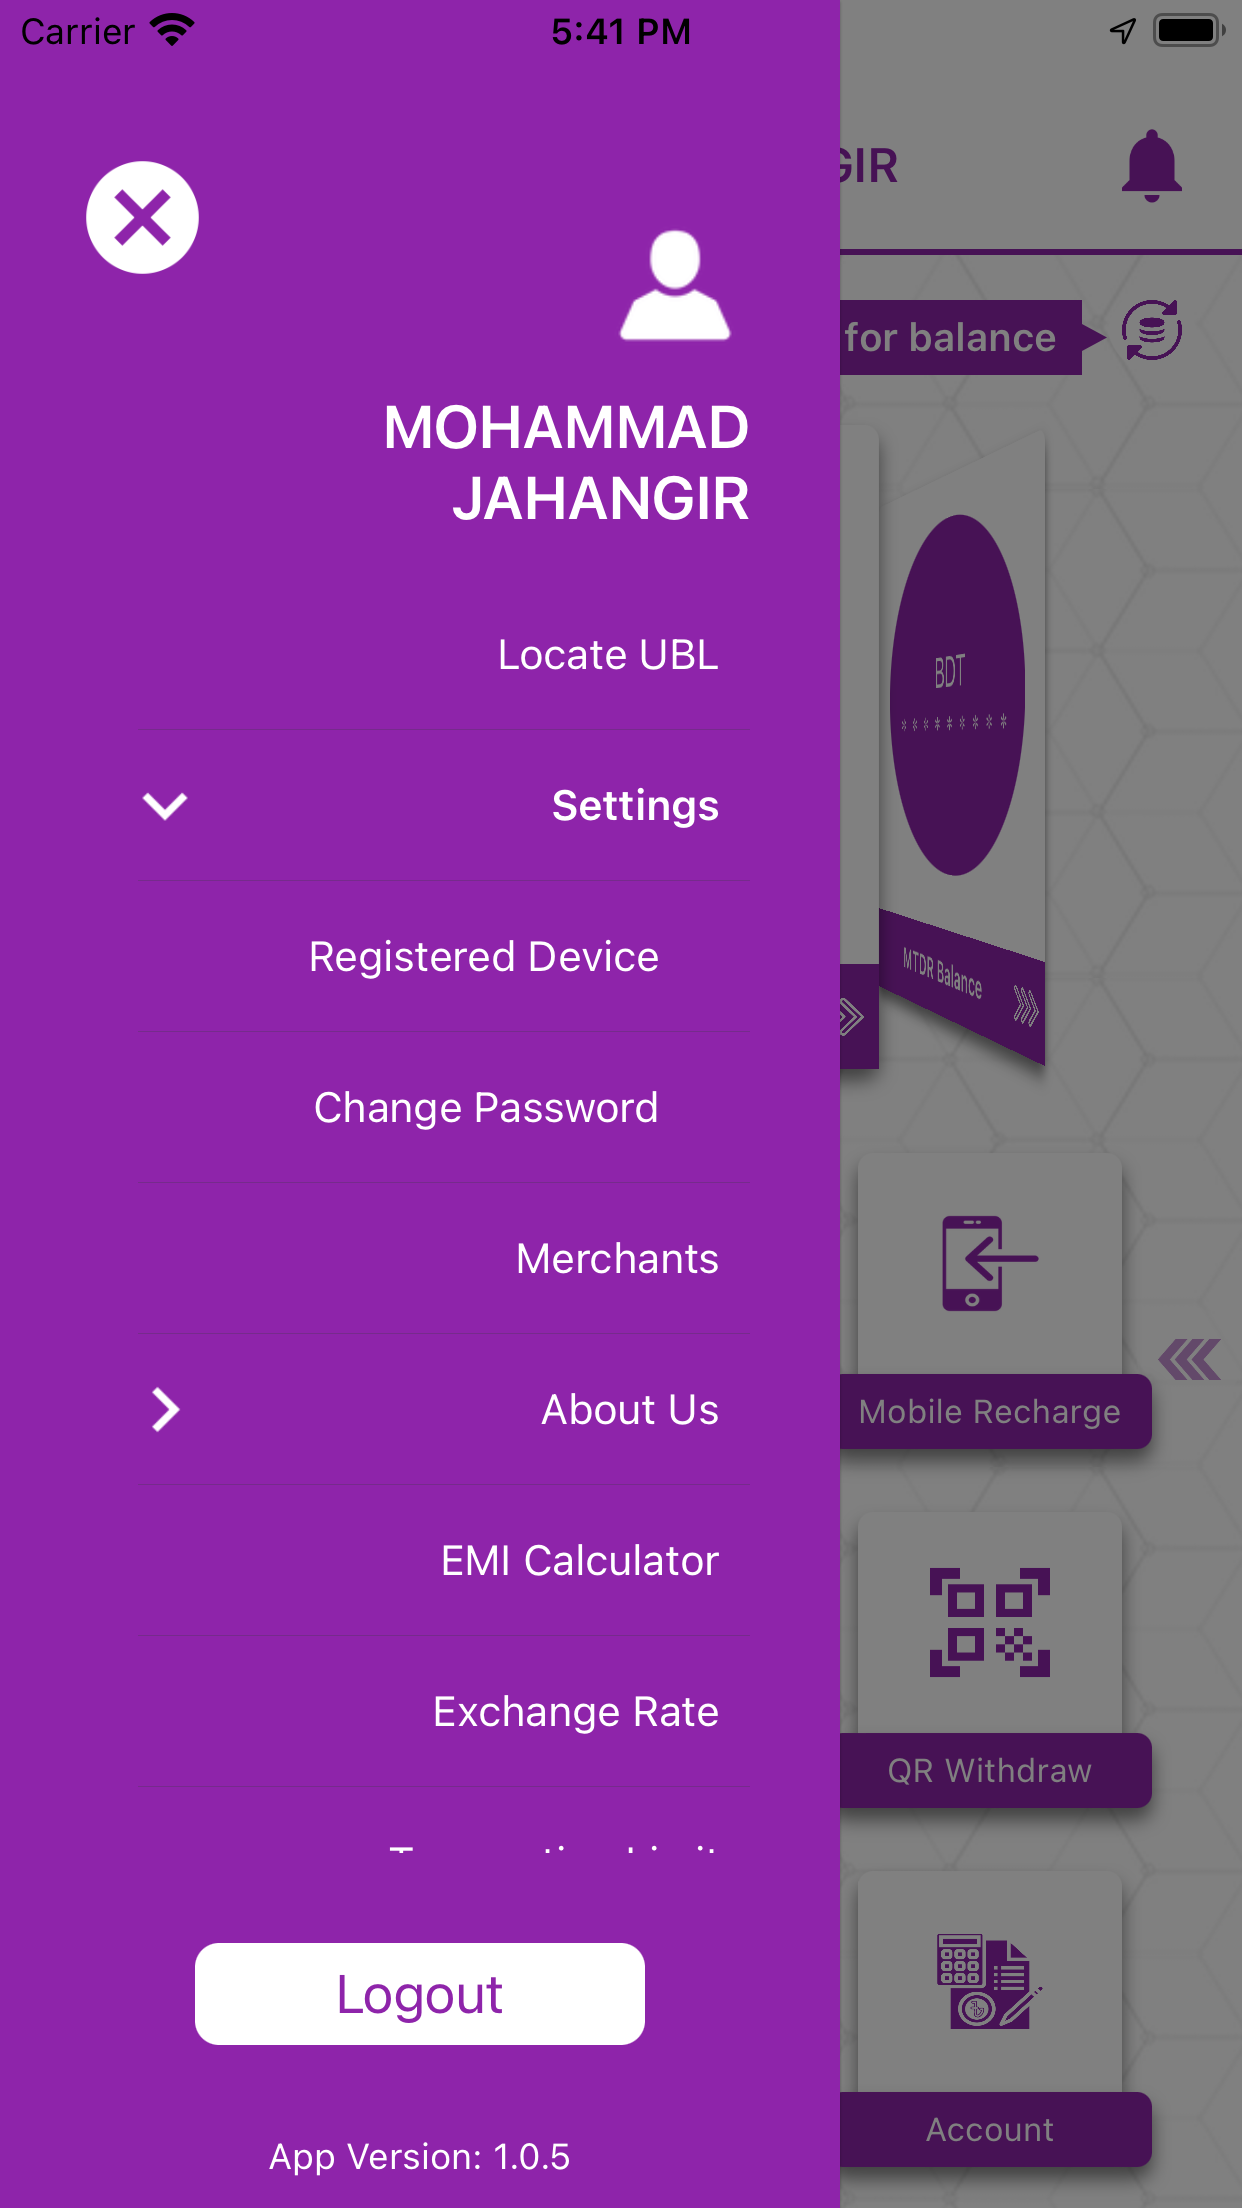 Carrier
5:41 PM
GIR
for balance
MOHAMMAD
JAHANGIR
Locate UBL
BDT
*********
Settings
Registered Device
MTDR Balance
Change Password
Merchants
About Us
Mobile Recharge
EMI Calculator
Exchange Rate
QR Withdraw
Logout
Account
App Version: 1.0.5